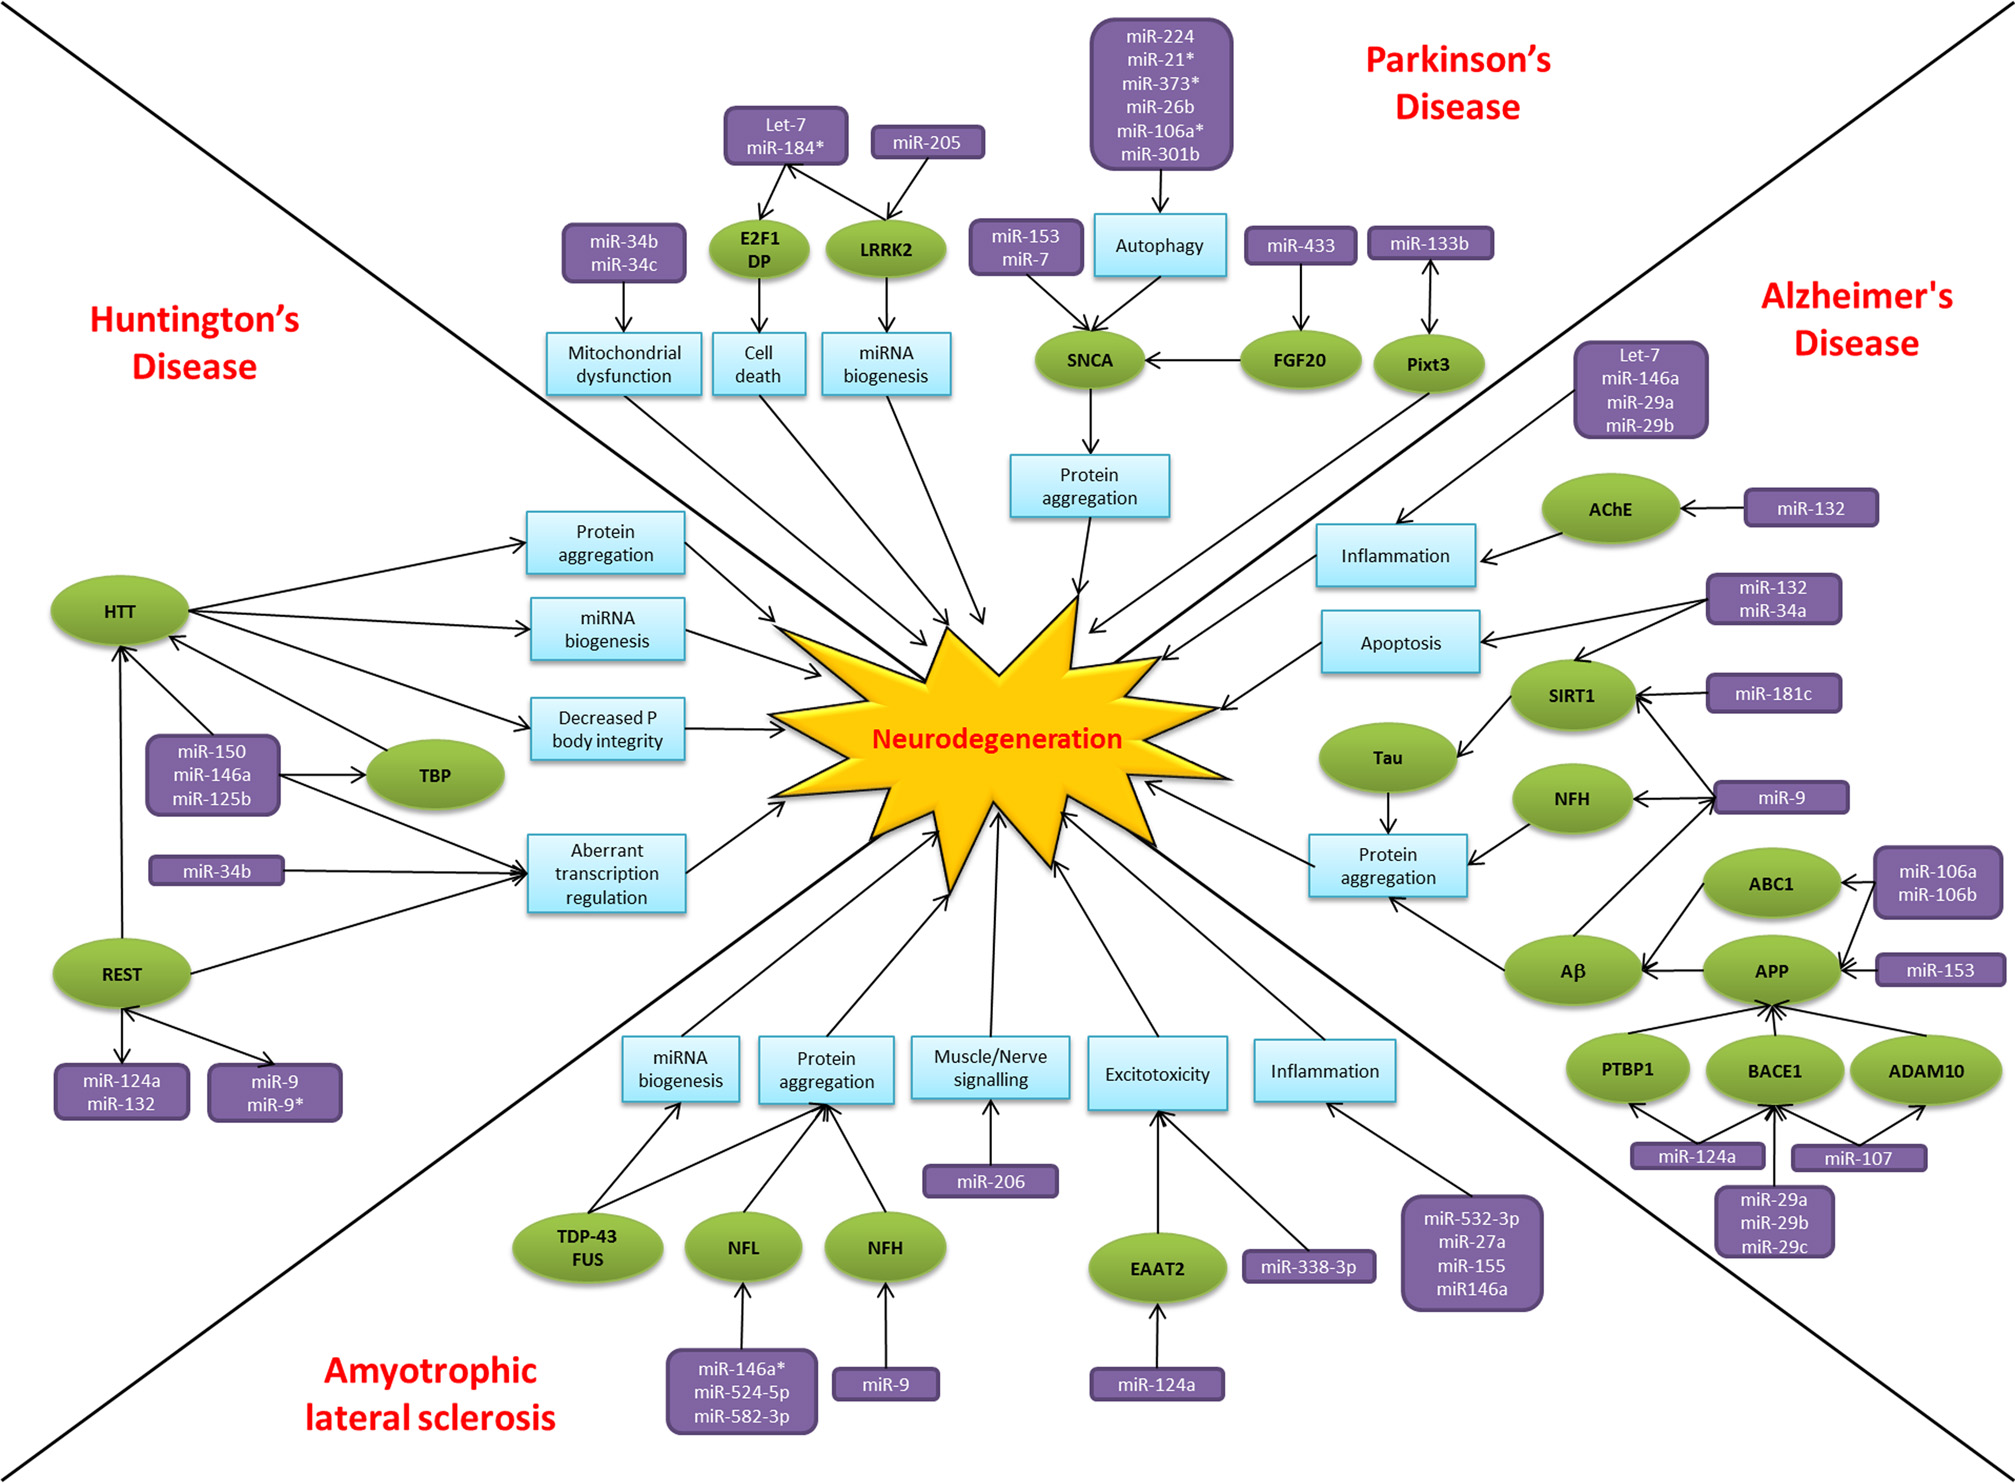 Parkinson's
Disease
miR-224
miR-21*
miR-373*
miR-26b
miR-106a*
miR-301b
Let-7
miR-184*
miR-205
miR-34b
miR-34c
E2F1
DP
LRRK2
miR-153
miR-7
Autophagy
miR-433
miR-133b
Mitochondrial
dysfunction
Cell
death
miRNA
biogenesis
SNCA
FGF20
Pixt3
Protein
aggregation
Alzheimer's
Disease
Let-7
miR-146a
miR-29a
miR-29b
AChE
miR-132
Inflammation
miR-132
miR-34a
Apoptosis
SIRT1
miR-181c
Tau
NFH
miR-9
Protein
aggregation
ABC1
miR-106a
miR-106b
Aβ
APP
miR-153
PTBP1
BACE1
ADAM10
miR-124a
miR-107
miR-29a
miR-29b
miR-29c
Huntington's
Disease
Protein
aggregation
HTT
miRNA
biogenesis
Decreased P
body integrity
miR-150
miR-146a
miR-125b
TBP
miR-34b
Aberrant
transcription
regulation
REST
miR-124a
miR-132
miR-9
miR-9*
Neurodegeneration
miRNA
biogenesis
Protein
aggregation
Muscle/Nerve
signalling
Excitotoxicity
Inflammation
miR-206
TDP-43
FUS
NFL
NFH
EAAT2
miR-338-3p
miR-532-3p
miR-27a
miR-155
miR146a
miR-146a*
miR-524-5p
miR-582-3p
miR-9
miR-124a
Amyotrophic
lateral sclerosis